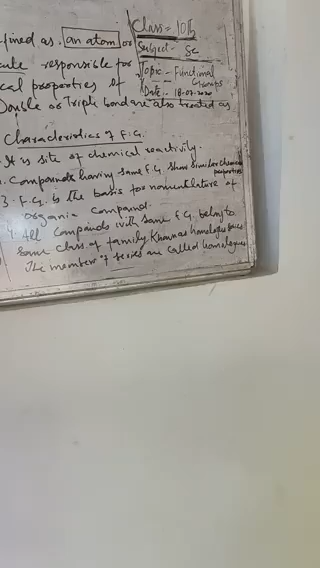 Class = 10th
Subject - Sc
Topic - Functional Groups
Date: 18-07-2020
fined as an atom or
cule responsible for
cal properties of
Double or Triple bond are also treated as
Characteristics of F.G.
It is site of chemical reactivity.
Compounds having same F.G. show similar chemical properties
3. F.G. is the basis for nomenclature of
organic compound.
4. All compounds with same F.G. belong to
same class of family known as homologous series
The members of series are called homologues